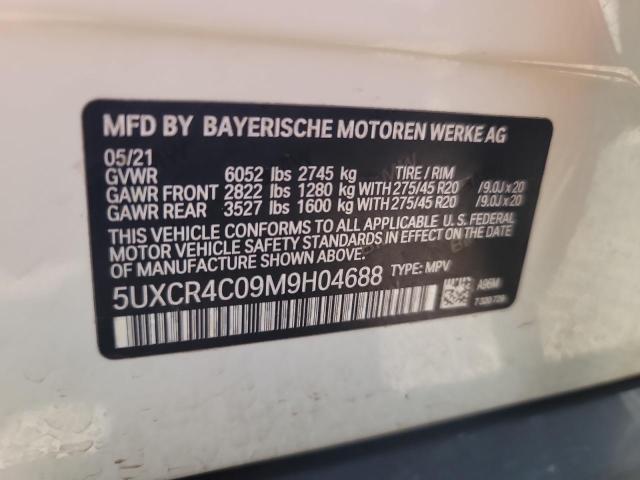 MFD BY BAYERISCHE MOTOREN WERKE AG
05/21
GVWR 6052 lbs 2745 kg TIRE / RIM
GAWR FRONT 2822 lbs 1280 kg WITH 275/45 R20 /9.0J x 20
GAWR REAR 3527 lbs 1600 kg WITH 275/45 R20 /9.0J x 20
THIS VEHICLE CONFORMS TO ALL APPLICABLE U. S. FEDERAL
MOTOR VEHICLE SAFETY STANDARDS IN EFFECT ON THE DATE
OF MANUFACTURE SHOWN ABOVE.
5UXCR4C09M9H04688 TYPE: MPV
A96M